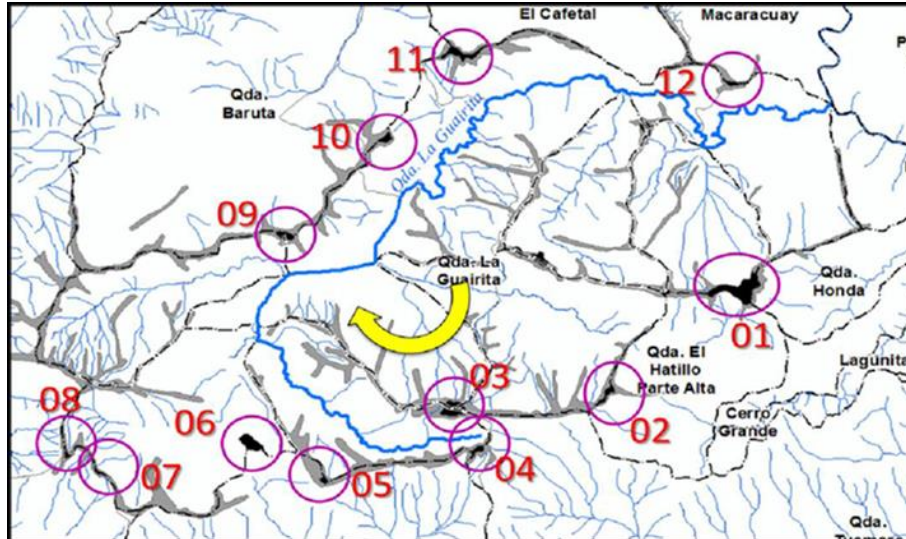 El Cafetal
Macaracuay
P
11
12
Qda.
Baruta
10
Qda. La Guairita
09
Qda. La
Guairita
Qda.
Honda
01
Qda. El
Hatillo
Parte Alta
Lagunita
03
02
Cerro
Grande
08
06
04
07
05
Qda.